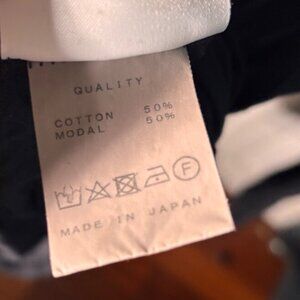 QUALITY
COTTON 50%
MODAL 50%
F
MADE IN JAPAN